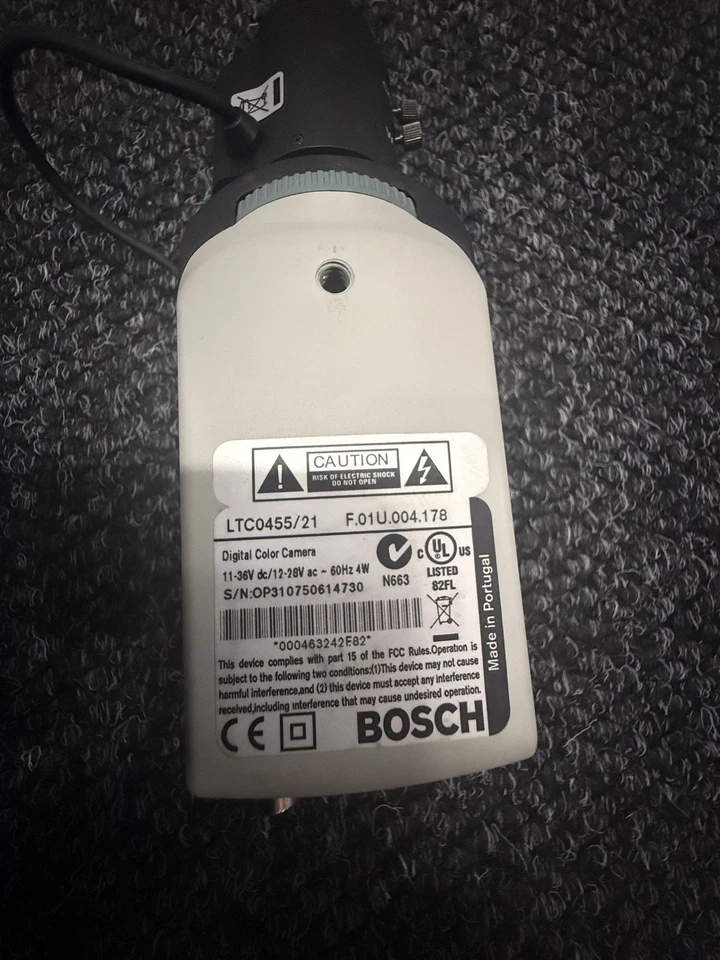 CAUTION
RISK OF ELECTRIC SHOCK
DO NOT OPEN
LTC0455/21 F.01U.004.178
Digital Color Camera
11-36V dc/12-28V ac ~ 60Hz 4W
S/N:OP310750614730
N663
c UL US
LISTED
82FL
*000463242E82*
This device complies with part 15 of the FCC Rules.Operation is
subject to the following two conditions:(1)This device may not cause
harmful interference,and (2) this device must accept any interference
received,including interference that may cause undesired operation.
CE BOSCH
Made in Portugal